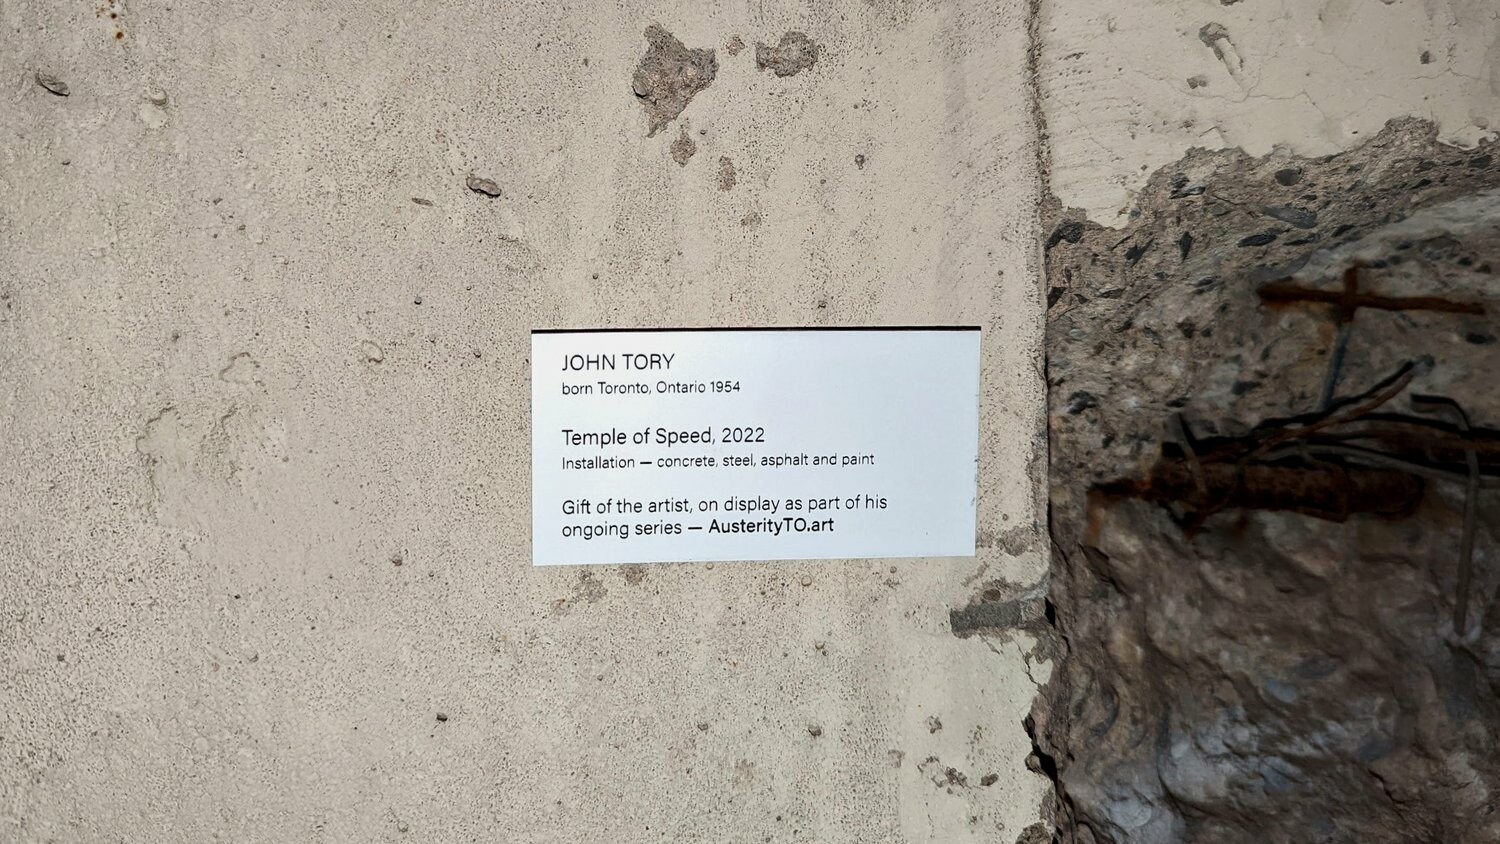 JOHN TORY
born Toronto, Ontario 1954
Temple of Speed, 2022
Installation — concrete, steel, asphalt and paint
Gift of the artist, on display as part of his
ongoing series — AusterityTO.art